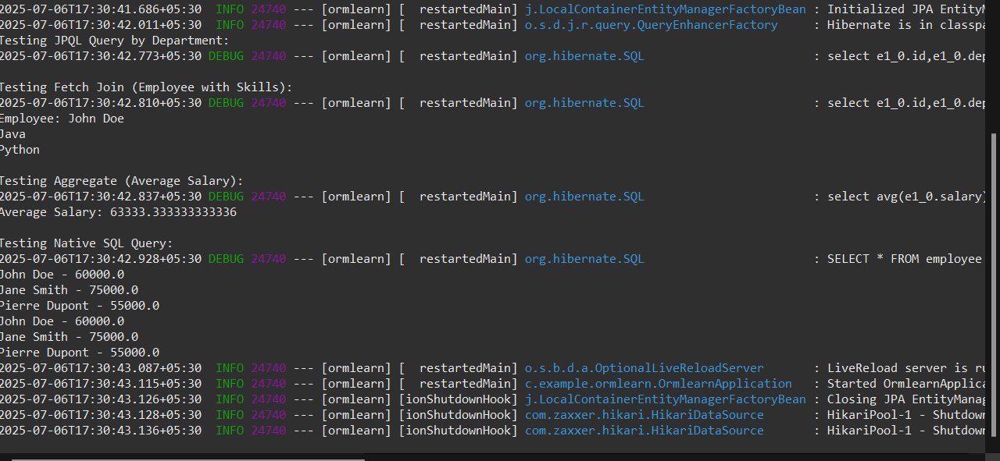 2025-07-06T17:30:41.686+05:30  INFO 24740 --- [ormlearn] [  restartedMain] j.LocalContainerEntityManagerFactoryBean : Initialized JPA EntityM
2025-07-06T17:30:42.011+05:30  INFO 24740 --- [ormlearn] [  restartedMain] o.s.d.j.r.query.QueryEnhancerFactory     : Hibernate is in classpa
Testing JPQL Query by Department:
2025-07-06T17:30:42.773+05:30 DEBUG 24740 --- [ormlearn] [  restartedMain] org.hibernate.SQL                        : select e1_0.id,e1_0.dep
Testing Fetch Join (Employee with Skills):
2025-07-06T17:30:42.810+05:30 DEBUG 24740 --- [ormlearn] [  restartedMain] org.hibernate.SQL                        : select e1_0.id,e1_0.dep
Employee: John Doe
Java
Python
Testing Aggregate (Average Salary):
2025-07-06T17:30:42.837+05:30 DEBUG 24740 --- [ormlearn] [  restartedMain] org.hibernate.SQL                        : select avg(e1_0.salary)
Average Salary: 63333.333333333336
Testing Native SQL Query:
2025-07-06T17:30:42.928+05:30 DEBUG 24740 --- [ormlearn] [  restartedMain] org.hibernate.SQL                        : SELECT * FROM employee
John Doe - 60000.0
Jane Smith - 75000.0
Pierre Dupont - 55000.0
John Doe - 60000.0
Jane Smith - 75000.0
Pierre Dupont - 55000.0
2025-07-06T17:30:43.087+05:30  INFO 24740 --- [ormlearn] [  restartedMain] o.s.b.d.a.OptionalLiveReloadServer       : LiveReload server is ru
2025-07-06T17:30:43.115+05:30  INFO 24740 --- [ormlearn] [  restartedMain] c.example.ormlearn.OrmlearnApplication   : Started OrmlearnApplica
2025-07-06T17:30:43.126+05:30  INFO 24740 --- [ormlearn] [ionShutdownHook] j.LocalContainerEntityManagerFactoryBean : Closing JPA EntityManag
2025-07-06T17:30:43.128+05:30  INFO 24740 --- [ormlearn] [ionShutdownHook] com.zaxxer.hikari.HikariDataSource       : HikariPool-1 - Shutdown
2025-07-06T17:30:43.136+05:30  INFO 24740 --- [ormlearn] [ionShutdownHook] com.zaxxer.hikari.HikariDataSource       : HikariPool-1 - Shutdown